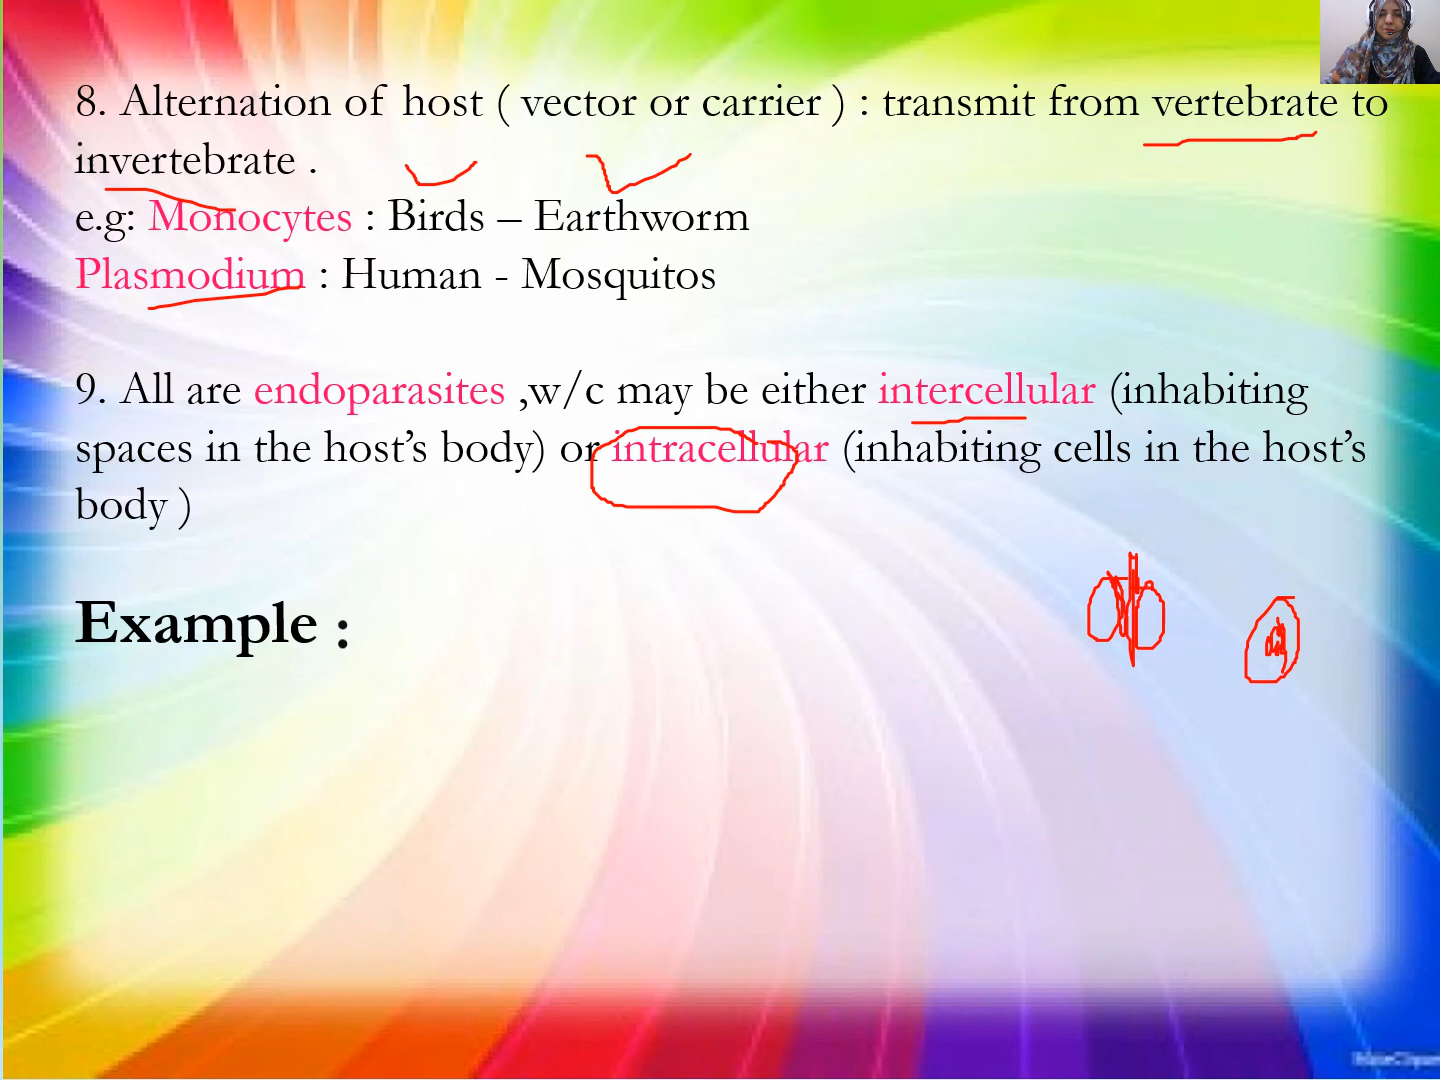 8. Alternation of host ( vector or carrier ) : transmit from vertebrate to
invertebrate .
e.g: Monocytes : Birds – Earthworm
Plasmodium : Human - Mosquitos
9. All are endoparasites ,w/c may be either intercellular (inhabiting
spaces in the host’s body) or intracellular (inhabiting cells in the host’s
body )
Example :